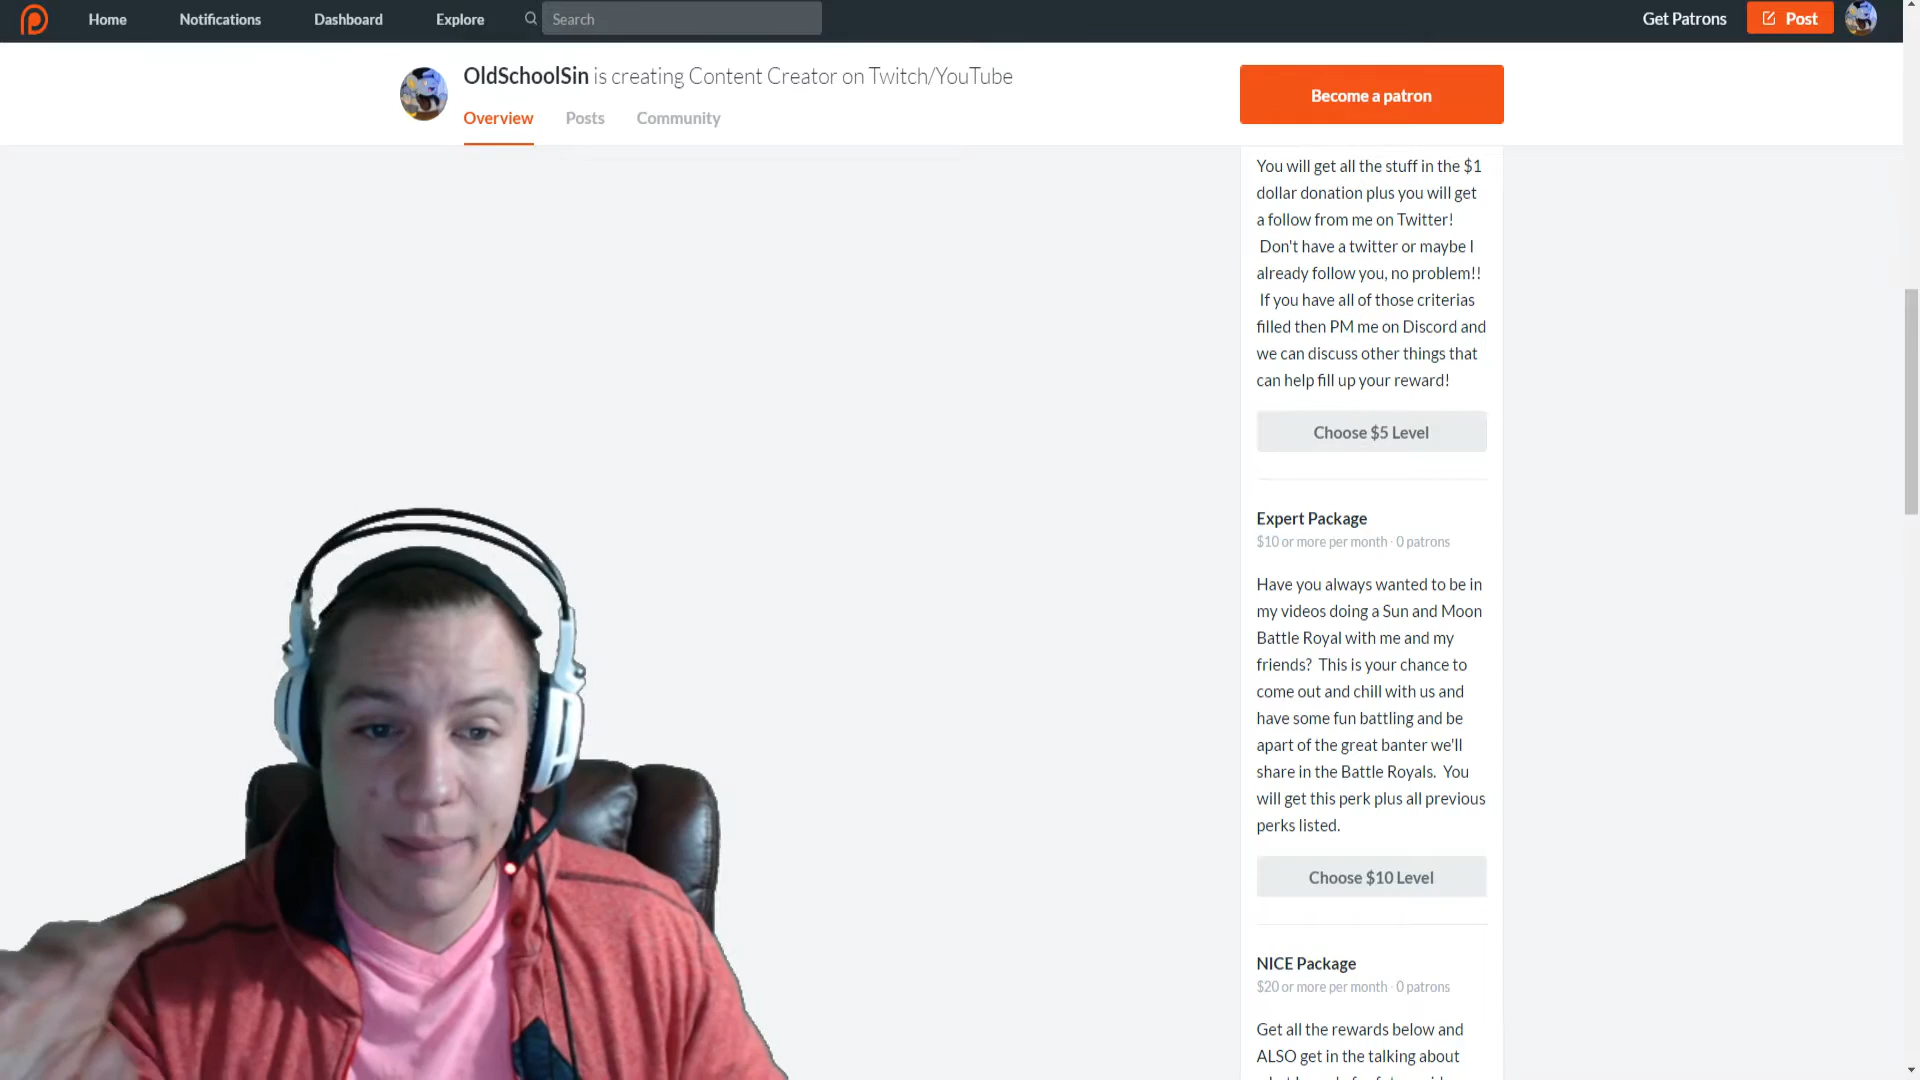 Home Notifications Dashboard Explore Search Get Patrons Post
OldSchoolSin is creating Content Creator on Twitch/YouTube
Become a patron
Overview Posts Community
You will get all the stuff in the $1
dollar donation plus you will get
a follow from me on Twitter!
Don't have a twitter or maybe I
already follow you, no problem!!
If you have all of those criterias
filled then PM me on Discord and
we can discuss other things that
can help fill up your reward!
Choose $5 Level
Expert Package
$10 or more per month · 0 patrons
Have you always wanted to be in
my videos doing a Sun and Moon
Battle Royal with me and my
friends? This is your chance to
come out and chill with us and
have some fun battling and be
apart of the great banter we'll
share in the Battle Royals. You
will get this perk plus all previous
perks listed.
Choose $10 Level
NICE Package
$20 or more per month · 0 patrons
Get all the rewards below and
ALSO get in the talking about